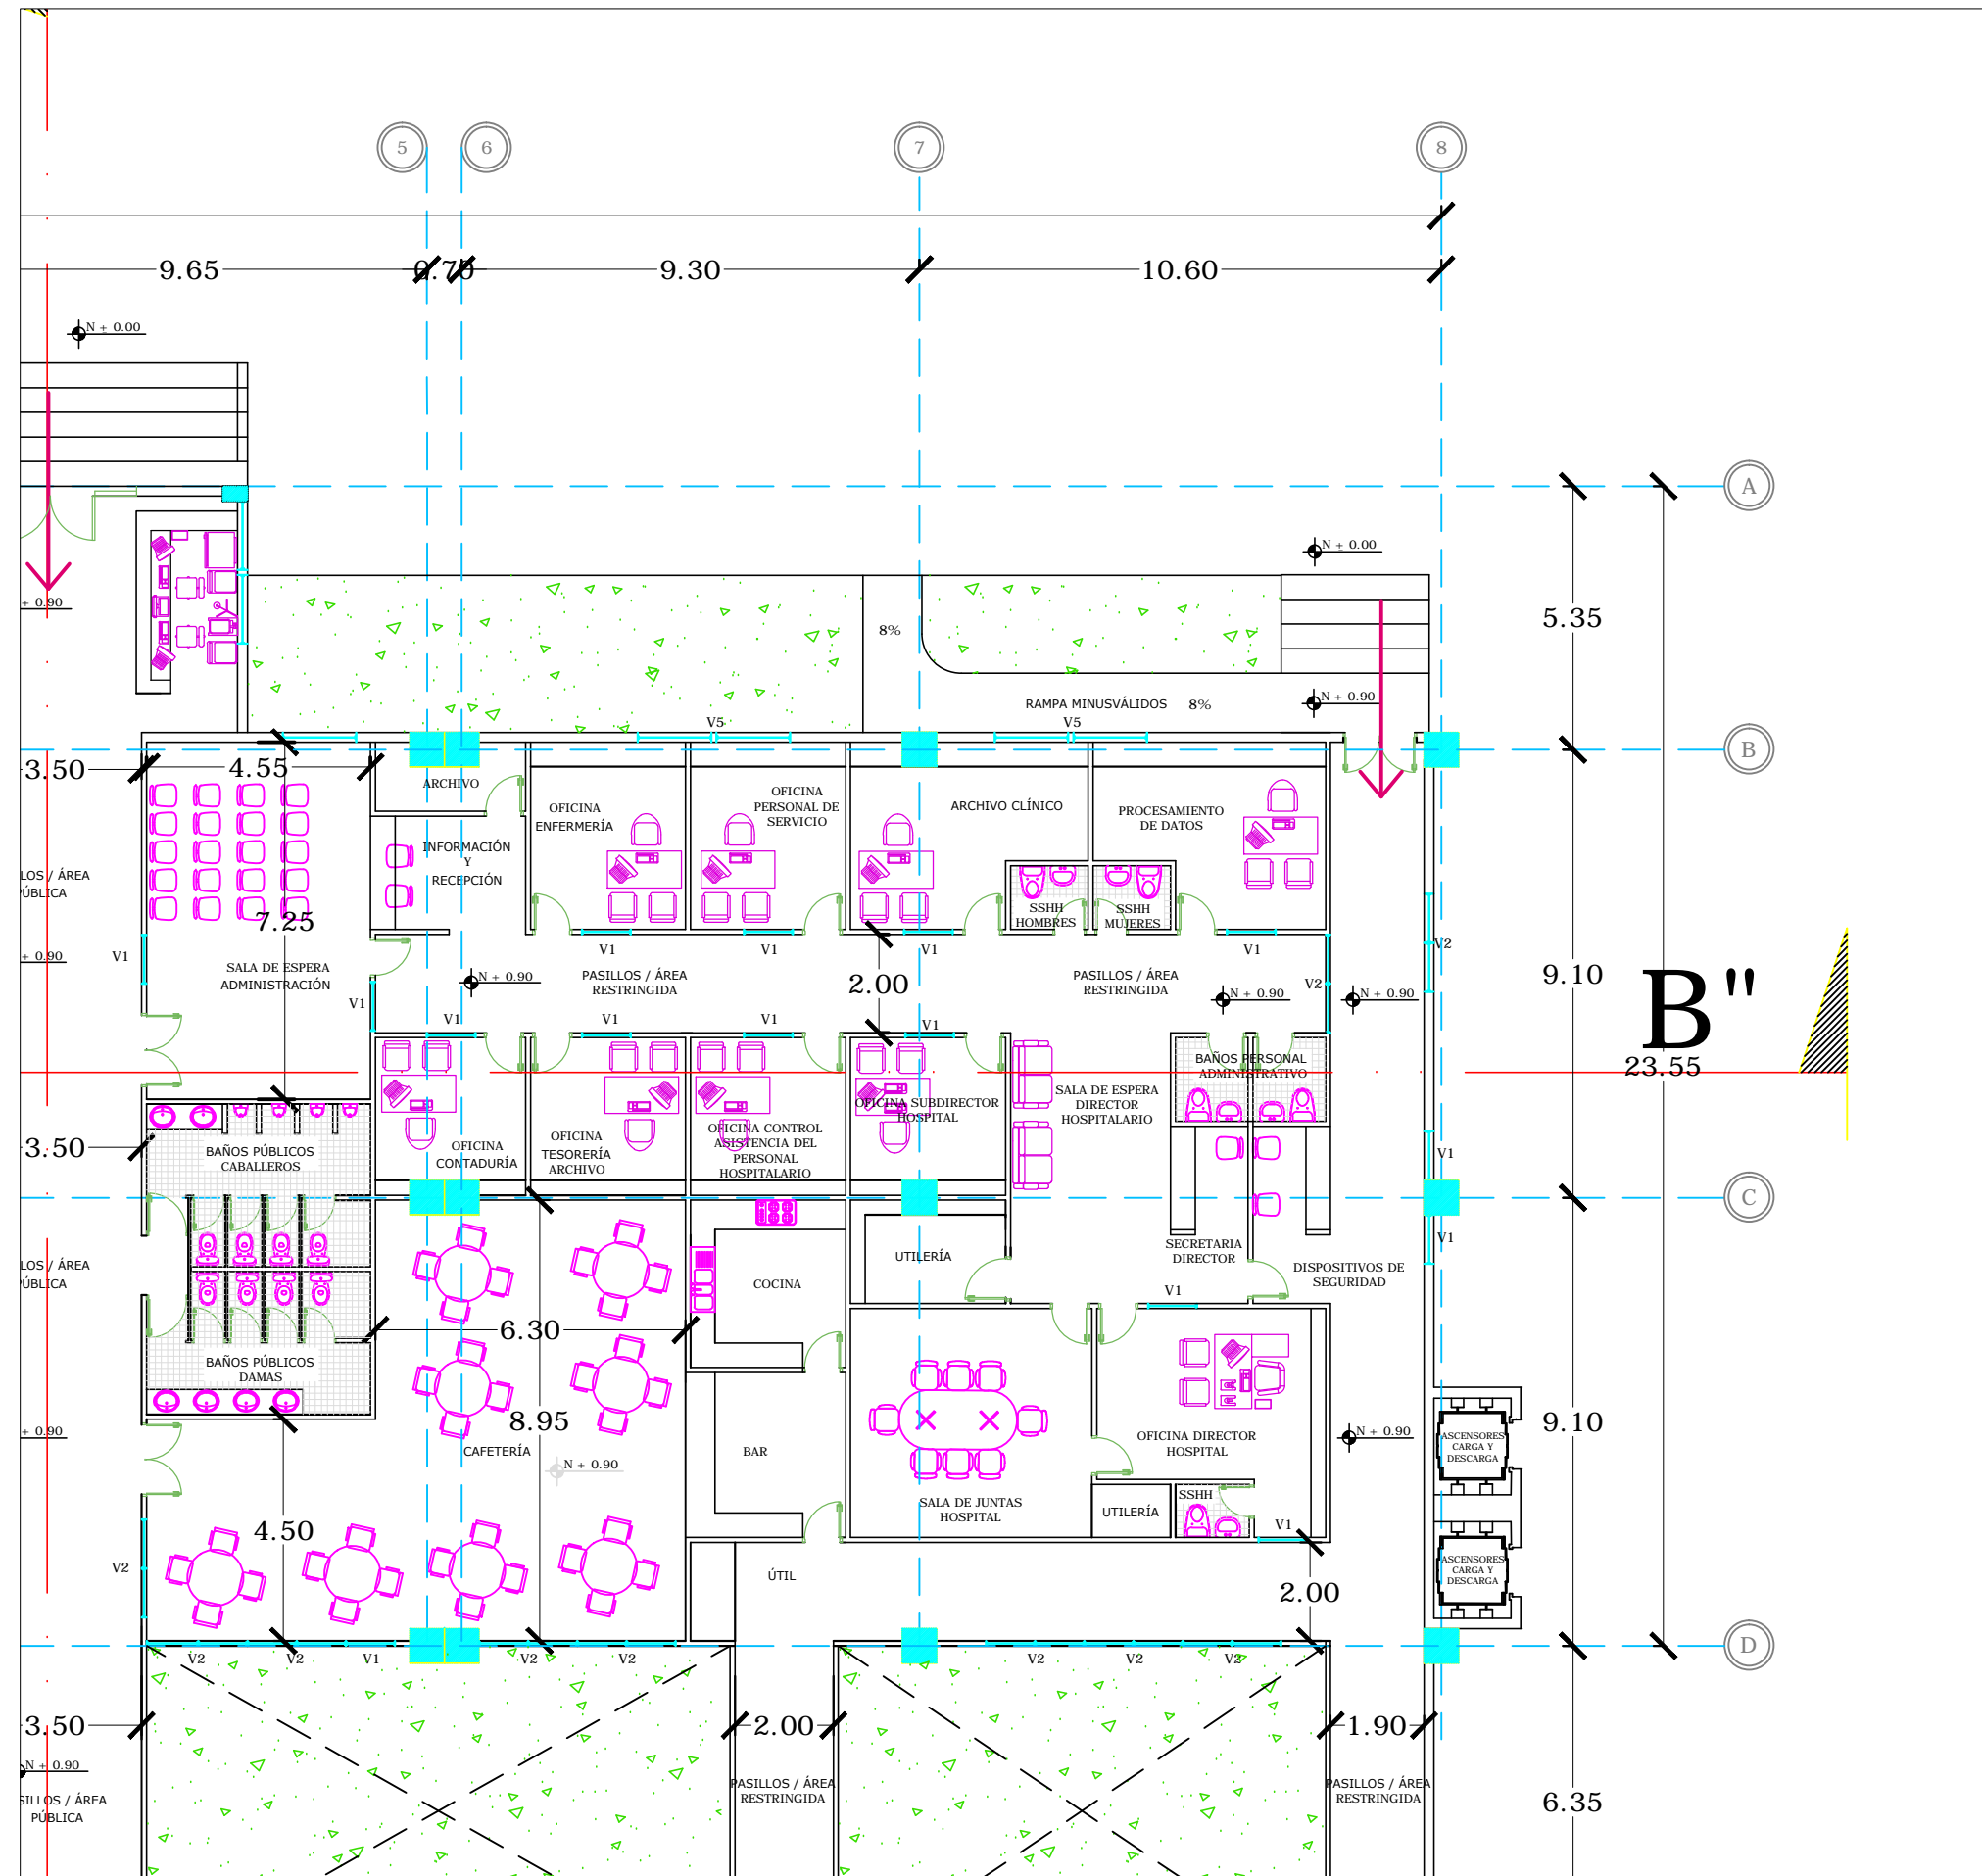 5
6
7
8
9.65
0.70
9.30
10.60
N + 0.00
A
N + 0.00
+ 0.90
5.35
8%
N + 0.90
RAMPA MINUSVÁLIDOS 8%
V5
V5
B
3.50
4.55
ARCHIVO
OFICINA
ENFERMERÍA
OFICINA
PERSONAL DE
SERVICIO
ARCHIVO CLÍNICO
PROCESAMIENTO
DE DATOS
INFORMACIÓN
Y
RECEPCIÓN
LOS / ÁREA
PÚBLICA
7.25
SSHH
HOMBRES
SSHH
MUJERES
V1
V1
V1
V1
V1
V2
+ 0.90
SALA DE ESPERA
ADMINISTRACIÓN
N + 0.90
PASILLOS / ÁREA
RESTRINGIDA
2.00
PASILLOS / ÁREA
RESTRINGIDA
9.10
B"
V1
V2
N + 0.90
N + 0.90
V1
V1
V1
V1
23.55
BAÑOS PERSONAL
ADMINISTRATIVO
SALA DE ESPERA
DIRECTOR
HOSPITALARIO
OFICINA SUBDIRECTOR
HOSPITAL
OFICINA CONTROL
ASISTENCIA DEL
PERSONAL
HOSPITALARIO
OFICINA
TESORERÍA
ARCHIVO
OFICINA
CONTADURÍA
3.50
BAÑOS PÚBLICOS
CABALLEROS
V1
C
V1
SECRETARIA
DIRECTOR
UTILERÍA
DISPOSITIVOS DE
SEGURIDAD
COCINA
LOS / ÁREA
PÚBLICA
V1
6.30
BAÑOS PÚBLICOS
DAMAS
8.95
9.10
CAFETERÍA
N + 0.90
BAR
OFICINA DIRECTOR
HOSPITAL
N + 0.90
ASCENSORES
CARGA Y
DESCARGA
+ 0.90
SALA DE JUNTAS
HOSPITAL
SSHH
UTILERÍA
V1
4.50
V2
ÚTIL
ASCENSORES
CARGA Y
DESCARGA
2.00
D
V2
V2
V1
V2
V2
V2
V2
V2
3.50
2.00
1.90
N + 0.90
PASILLOS / ÁREA
RESTRINGIDA
PASILLOS / ÁREA
RESTRINGIDA
SILLOS / ÁREA
PÚBLICA
6.35